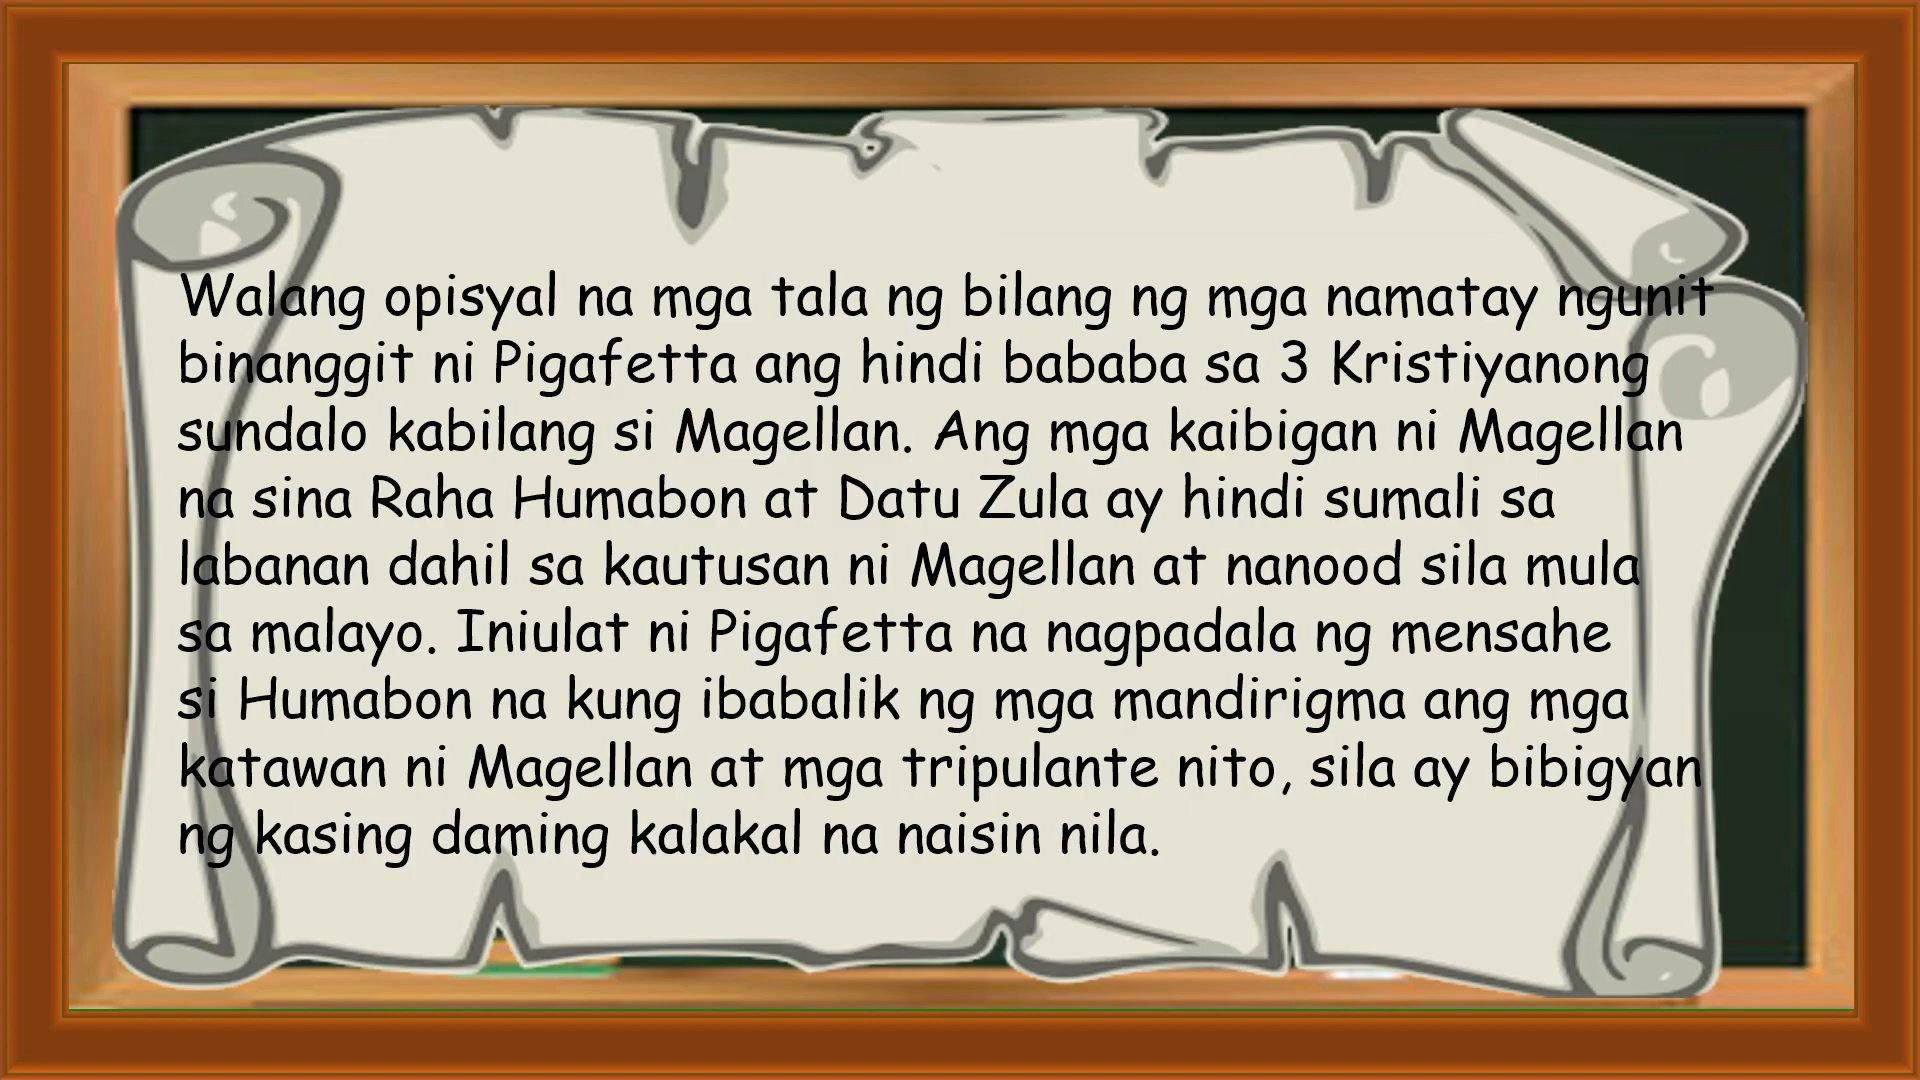 Walang opisyal na mga tala ng bilang ng mga namatay ngunit
binanggit ni Pigafetta ang hindi bababa sa 3 Kristiyanong
sundalo kabilang si Magellan. Ang mga kaibigan ni Magellan
na sina Raha Humabon at Datu Zula ay hindi sumali sa
labanan dahil sa kautusan ni Magellan at nanood sila mula
sa malayo. Iniulat ni Pigafetta na nagpadala ng mensahe
si Humabon na kung ibabalik ng mga mandirigma ang mga
katawan ni Magellan at mga tripulante nito, sila ay bibigyan
ng kasing daming kalakal na naisin nila.